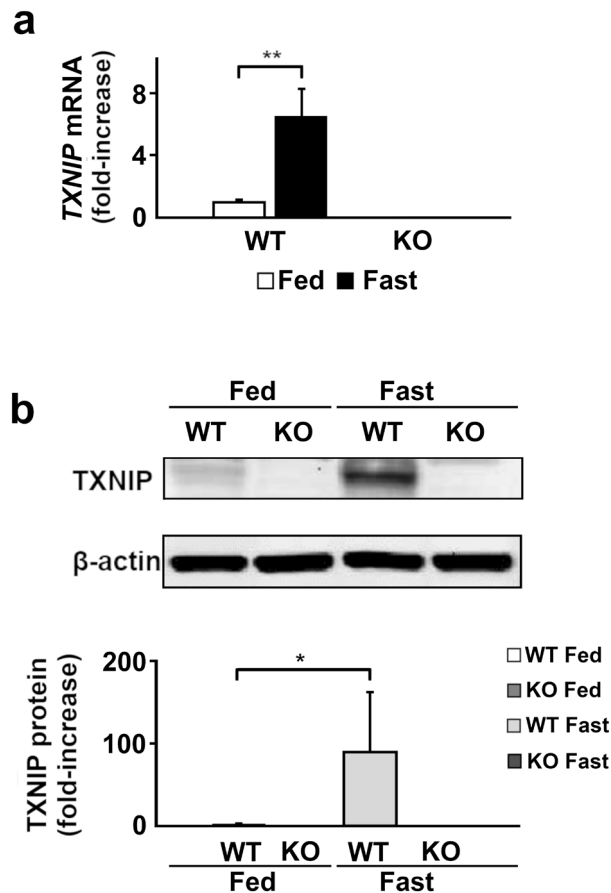 a
TXNIP mRNA
(fold-increase)
8
4
0
**
WT KO
Fed Fast
b
Fed Fast
WT KO WT KO
TXNIP
β-actin
TXNIP protein
(fold-increase)
200
100
0
*
WT KO WT KO
Fed Fast
WT Fed
KO Fed
WT Fast
KO Fast